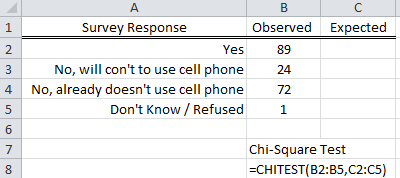 A B C
1 Survey Response Observed Expected
2 Yes 89
3 No, will con't to use cell phone 24
4 No, already doesn't use cell phone 72
5 Don't Know / Refused 1
6
7 Chi-Square Test
8 =CHITEST(B2:B5,C2:C5)